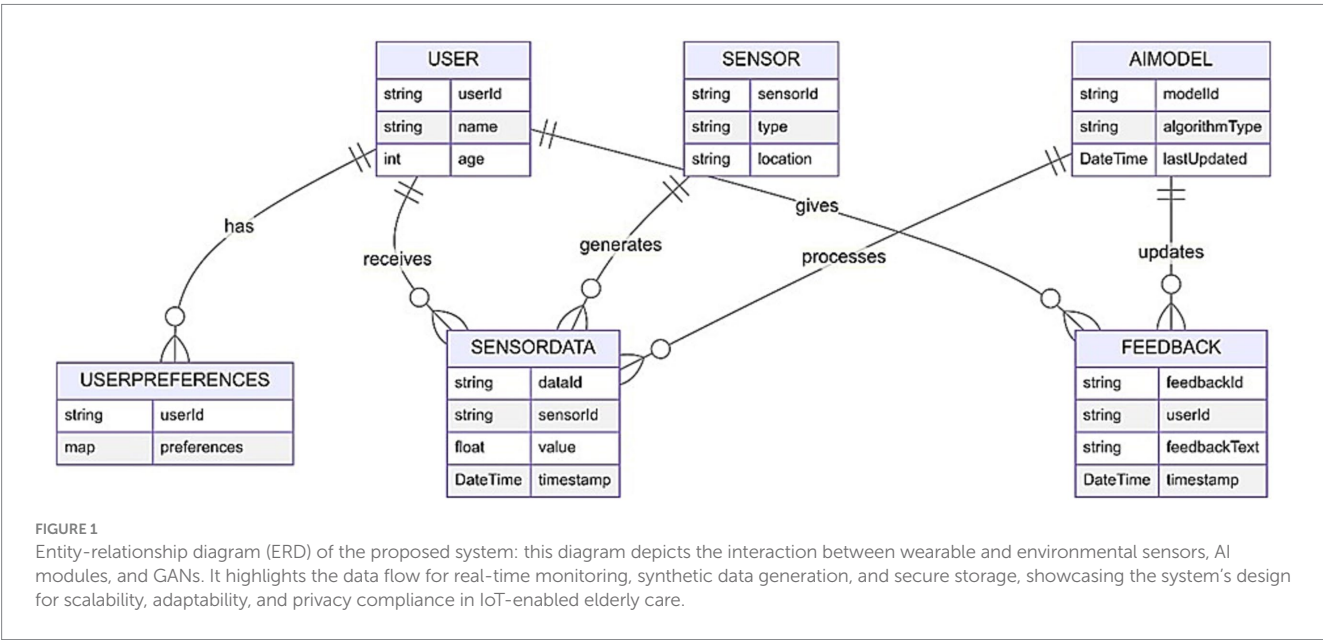 USER
string userId
string name
int age
SENSOR
string sensorId
string type
string location
AIMODEL
string modelId
string algorithmType
DateTime lastUpdated
has
receives
generates
gives
processes
updates
USERPREFERENCES
string userId
map preferences
SENSORDATA
string dataId
string sensorId
float value
DateTime timestamp
FEEDBACK
string feedbackId
string userId
string feedbackText
DateTime timestamp
FIGURE 1
Entity-relationship diagram (ERD) of the proposed system: this diagram depicts the interaction between wearable and environmental sensors, AI
modules, and GANs. It highlights the data flow for real-time monitoring, synthetic data generation, and secure storage, showcasing the system's design
for scalability, adaptability, and privacy compliance in IoT-enabled elderly care.